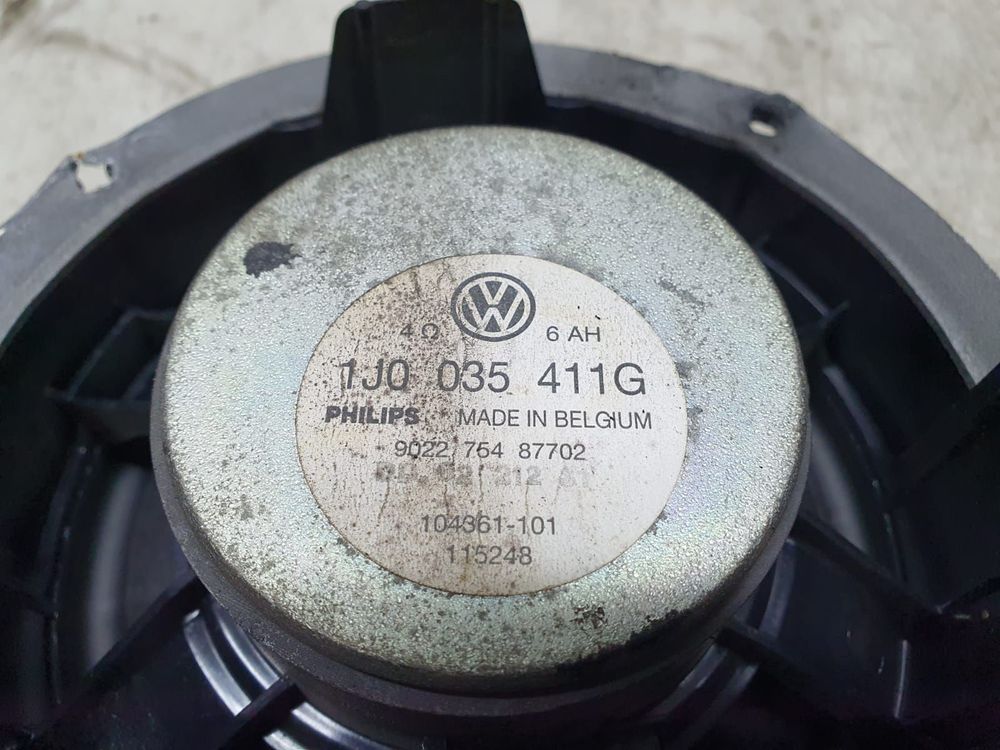 4 Ω 6 AH
1J0 035 411G
PHILIPS MADE IN BELGIUM
9022 754 87702
104361-101
115248